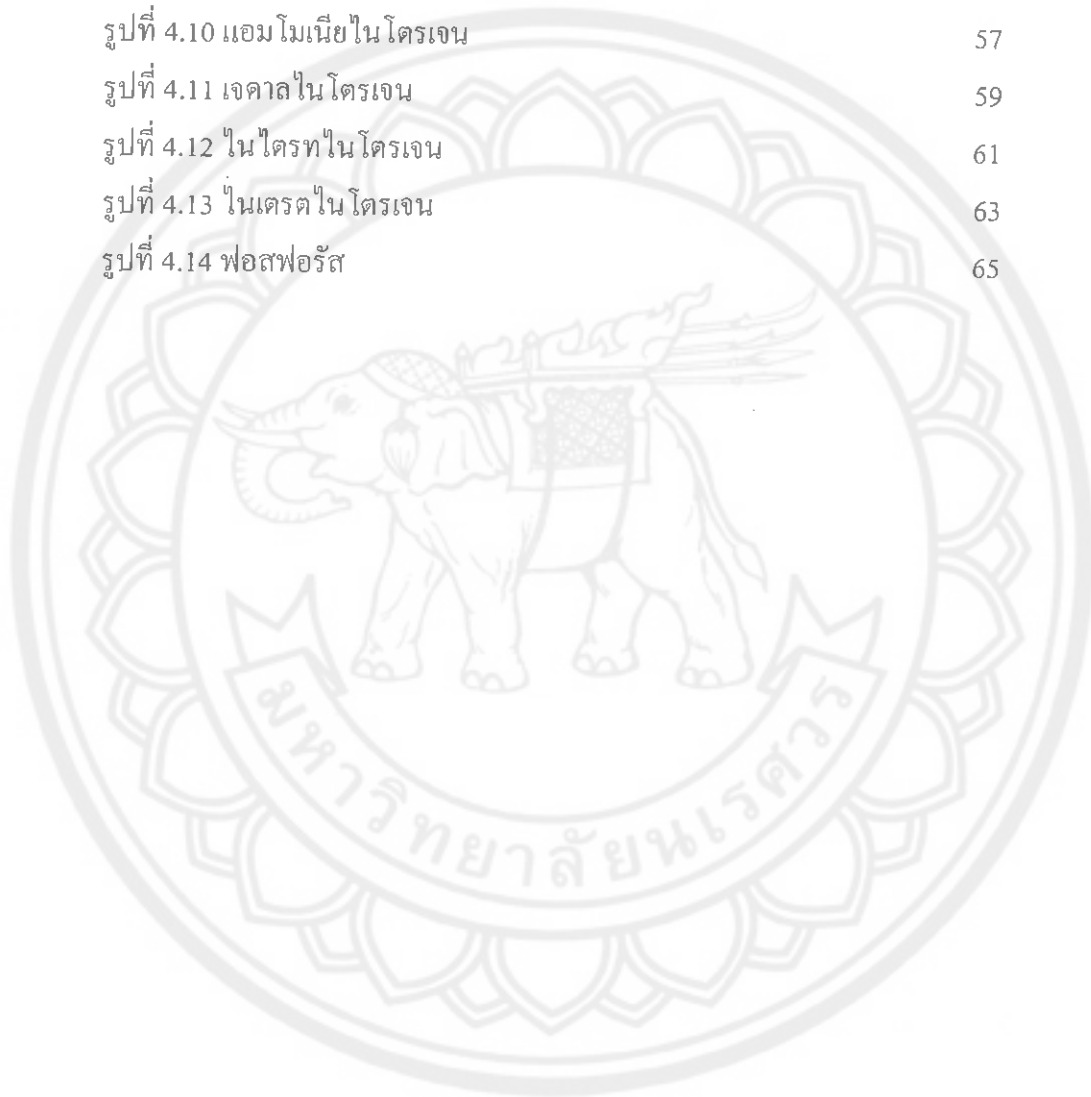 รูปที่ 4.10 แอมโมเนียไนโตรเจน 57
รูปที่ 4.11 เจดาลไนโตรเจน 59
รูปที่ 4.12 ไนไตรทไนโตรเจน 61
รูปที่ 4.13 ไนเตรตไนโตรเจน 63
รูปที่ 4.14 ฟอสฟอรัส 65
มหาวิทยาลัยนเรศวร